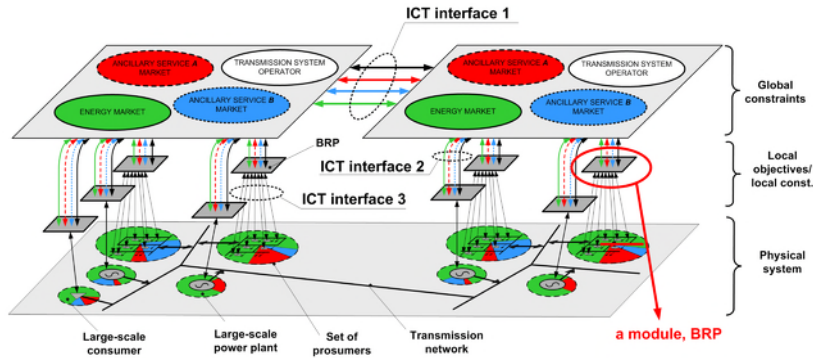 ICT interface 1
ANCILLARY SERVICE A
MARKET
TRANSMISSION SYSTEM
OPERATOR
ENERGY MARKET
ANCILLARY SERVICE B
MARKET
ANCILLARY SERVICE A
MARKET
TRANSMISSION SYSTEM
OPERATOR
ENERGY MARKET
ANCILLARY SERVICE B
MARKET
Global
constraints
BRP
ICT interface 2
ICT interface 3
Local
objectives/
local const.
Physical
system
Large-scale
consumer
Large-scale
power plant
Set of
prosumers
Transmission
network
a module, BRP